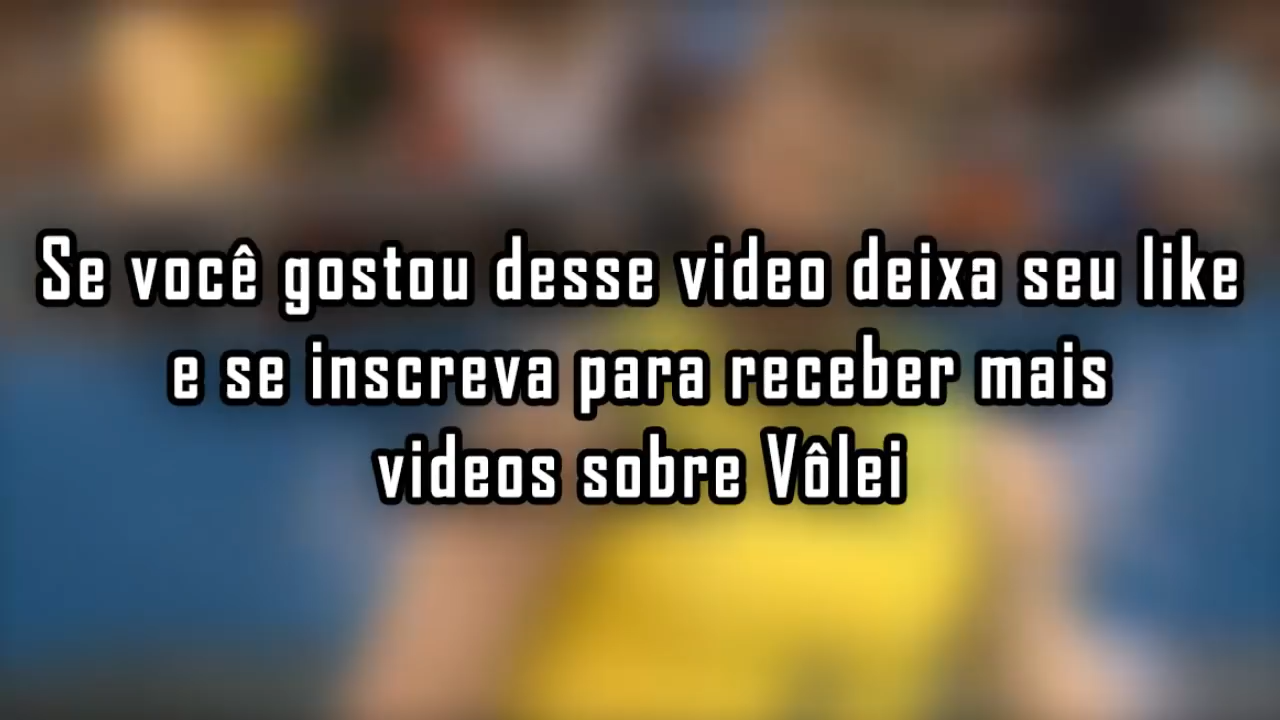 Se você gostou desse video deixa seu like
e se inscreva para receber mais
videos sobre Vôlei